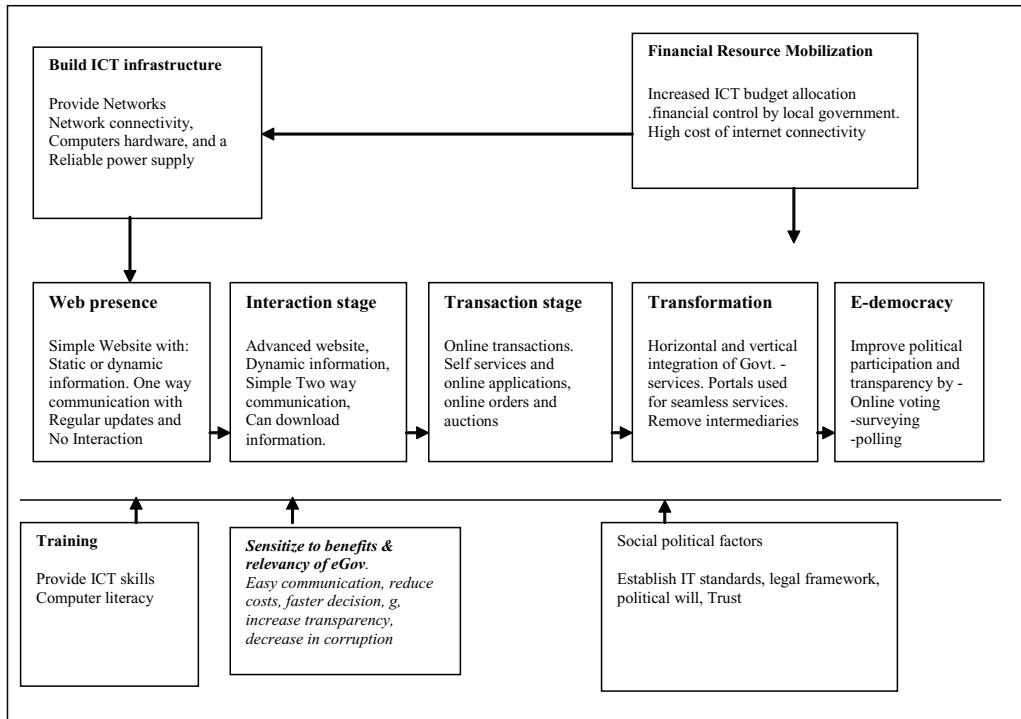 Build ICT infrastructure
Provide Networks
Network connectivity,
Computers hardware, and a
Reliable power supply
Financial Resource Mobilization
Increased ICT budget allocation
.financial control by local government.
High cost of internet connectivity
Web presence
Simple Website with:
Static or dynamic
information. One way
communication with
Regular updates and
No Interaction
Interaction stage
Advanced website,
Dynamic information,
Simple Two way
communication,
Can download
information.
Transaction stage
Online transactions.
Self services and
online applications,
online orders and
auctions
Transformation
Horizontal and vertical
integration of Govt. -
services. Portals used
for seamless services.
Remove intermediaries
E-democracy
Improve political
participation and
transparency by -
Online voting
-surveying
-polling
Training
Provide ICT skills
Computer literacy
Sensitize to benefits &
relevancy of eGov.
Easy communication, reduce
costs, faster decision, g,
increase transparency,
decrease in corruption
Social political factors
Establish IT standards, legal framework,
political will, Trust